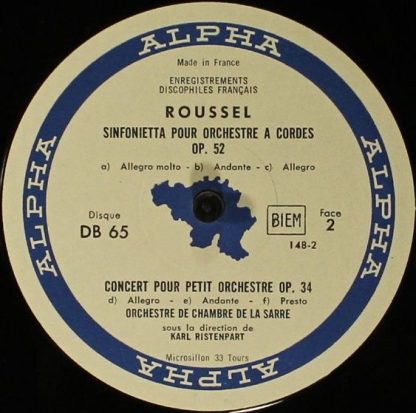 ALPHA
Made in France
ENREGISTREMENTS
DISCOPHILES FRANÇAIS
ROUSSEL
SINFONIETTA POUR ORCHESTRE A CORDES
OP. 52
a) Allegro molto - b) Andante - c) Allegro
ALPHA
ALPHA
Disque
DB 65
BIEM
Face
2
148-2
CONCERT POUR PETIT ORCHESTRE OP. 34
d) Allegro - e) Andante - f) Presto
ORCHESTRE DE CHAMBRE DE LA SARRE
sous la direction de
KARL RISTENPART
Microsillon 33 Tours
ALPHA